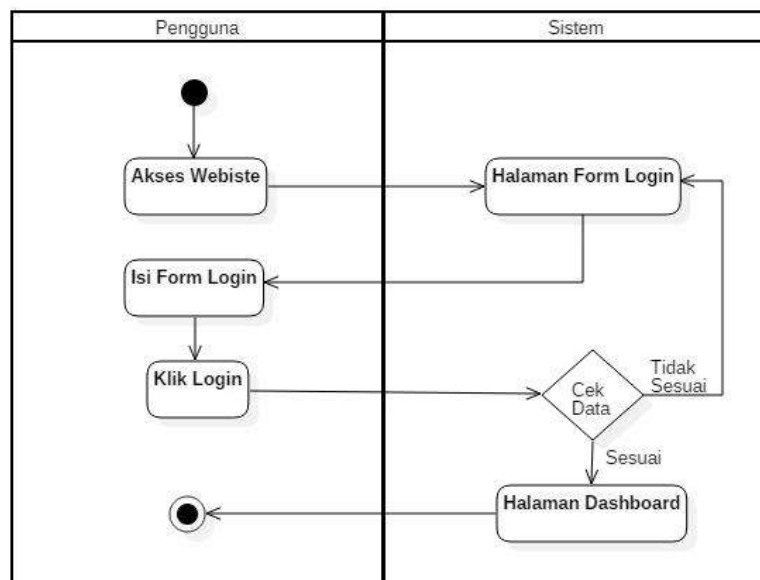 Pengguna
Sistem
Akses Webiste
Halaman Form Login
Isi Form Login
Klik Login
Cek
Data
Tidak
Sesuai
Sesuai
Halaman Dashboard